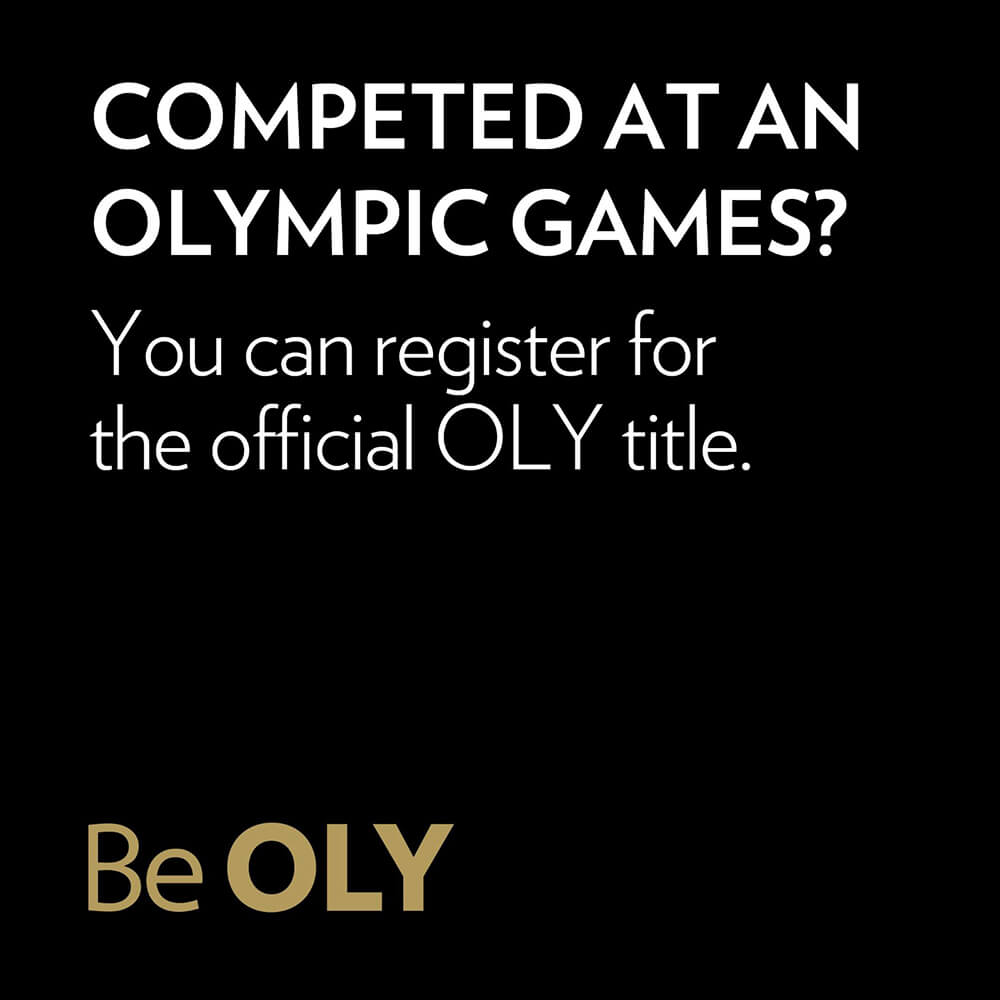 COMPETED AT AN
OLYMPIC GAMES?
You can register for
the official OLY title.
Be OLY